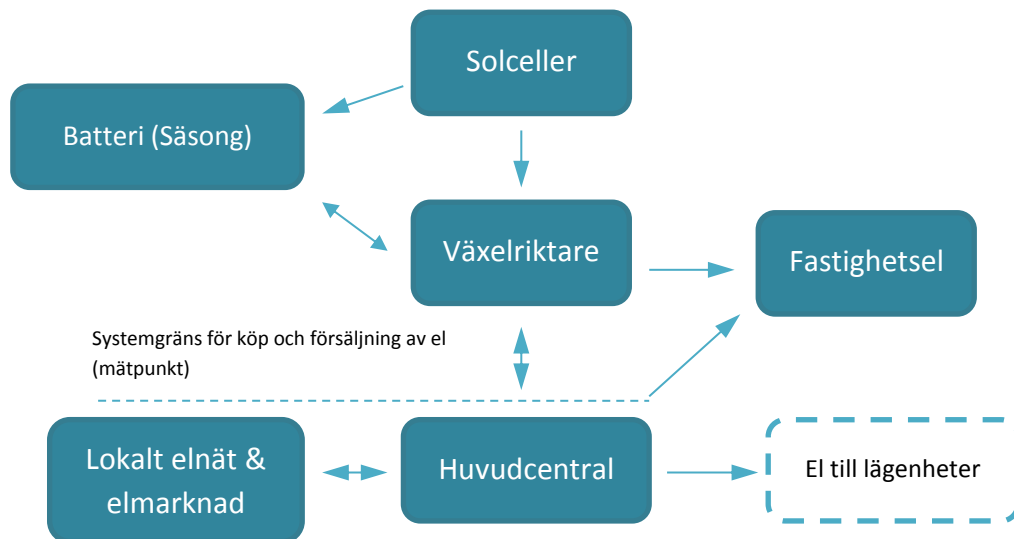 Solceller
Batteri (Säsong)
Växelriktare
Fastighetsel
Systemgräns för köp och försäljning av el
(mätpunkt)
Lokalt elnät &
elmarknad
Huvudcentral
El till lägenheter